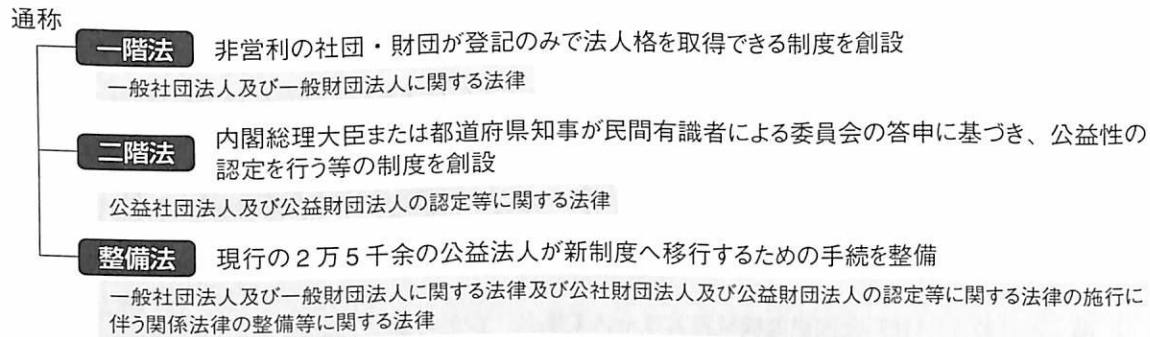 通称
一階法 非営利の社団・財団が登記のみで法人格を取得できる制度を創設
一般社団法人及び一般財団法人に関する法律
二階法 内閣総理大臣または都道府県知事が民間有識者による委員会の答申に基づき、公益性の
認定を行う等の制度を創設
公益社団法人及び公益財団法人の認定等に関する法律
整備法 現行の2万5千余の公益法人が新制度へ移行するための手続を整備
一般社団法人及び一般財団法人に関する法律及び公社財団法人及び公益財団法人の認定等に関する法律の施行に
伴う関係法律の整備等に関する法律